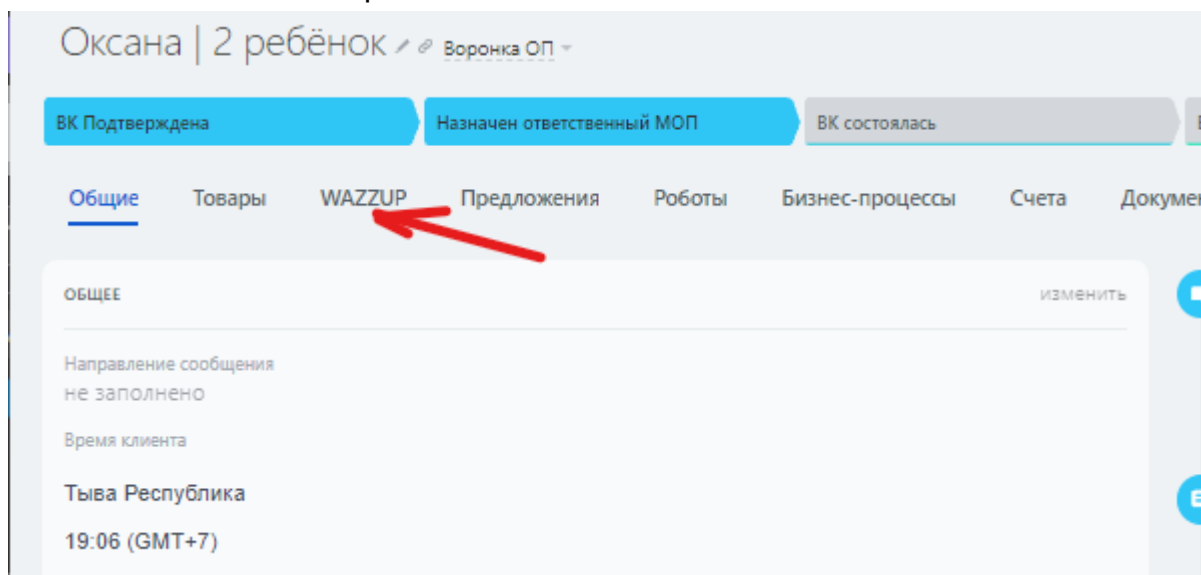 Оксана | 2 ребёнок Воронка ОП
ВК Подтверждена Назначен ответственный МОП ВК состоялась
Общие Товары WAZZUP Предложения Роботы Бизнес-процессы Счета
ОБЩЕЕ изменить
Направление сообщения
не заполнено
Время клиента
Тыва Республика
19:06 (GMT+7)